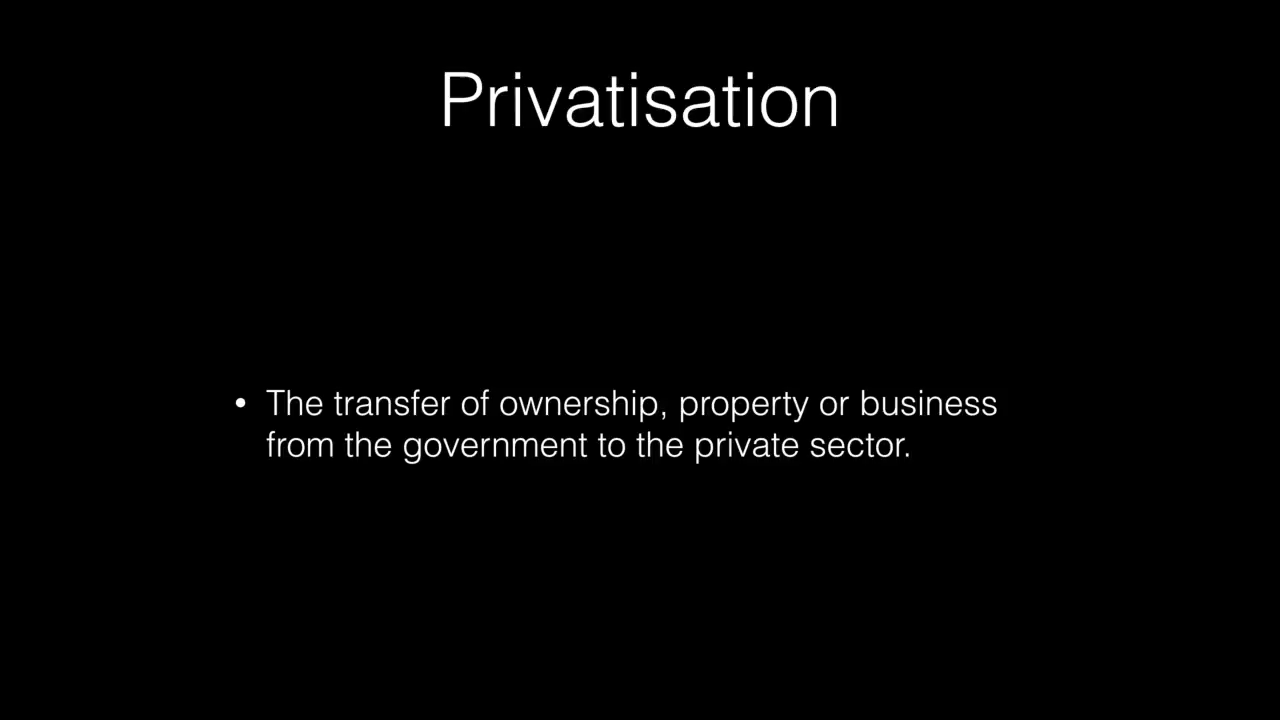 Privatisation
• The transfer of ownership, property or business
from the government to the private sector.